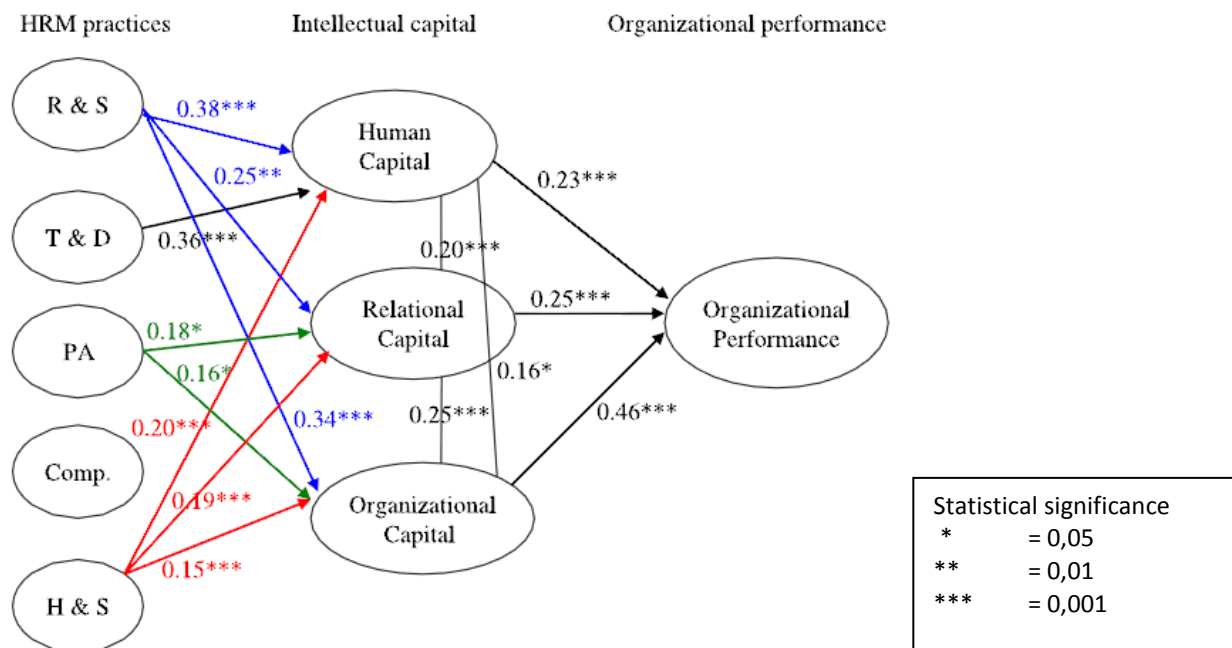 HRM practices
Intellectual capital
Organizational performance
R & S
0.38***
Human
Capital
0.25**
0.23***
T & D
0.36***
0.20***
Relational
Capital
0.25***
Organizational
Performance
PA
0.18*
0.16*
0.16*
0.34***
0.25***
0.46***
0.20***
Comp.
0.19***
Organizational
Capital
0.15***
H & S
Statistical significance
* = 0,05
** = 0,01
*** = 0,001